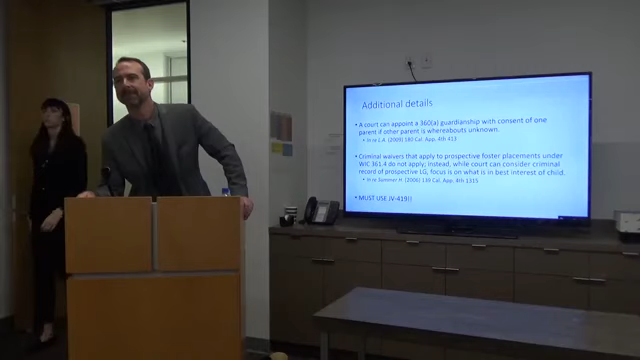 Additional details
• A court can appoint a 360(a) guardianship with consent of one
parent if other parent is whereabouts unknown.
• In re L.A. (2009) 180 Cal. App. 4th 413
• Criminal waivers that apply to prospective foster placements under
WIC 361.4 do not apply; instead, while court can consider criminal
record of prospective LG, focus is on what is in best interest of child.
• In re Summer H. (2006) 139 Cal. App. 4th 1315
• MUST USE JV-419!!